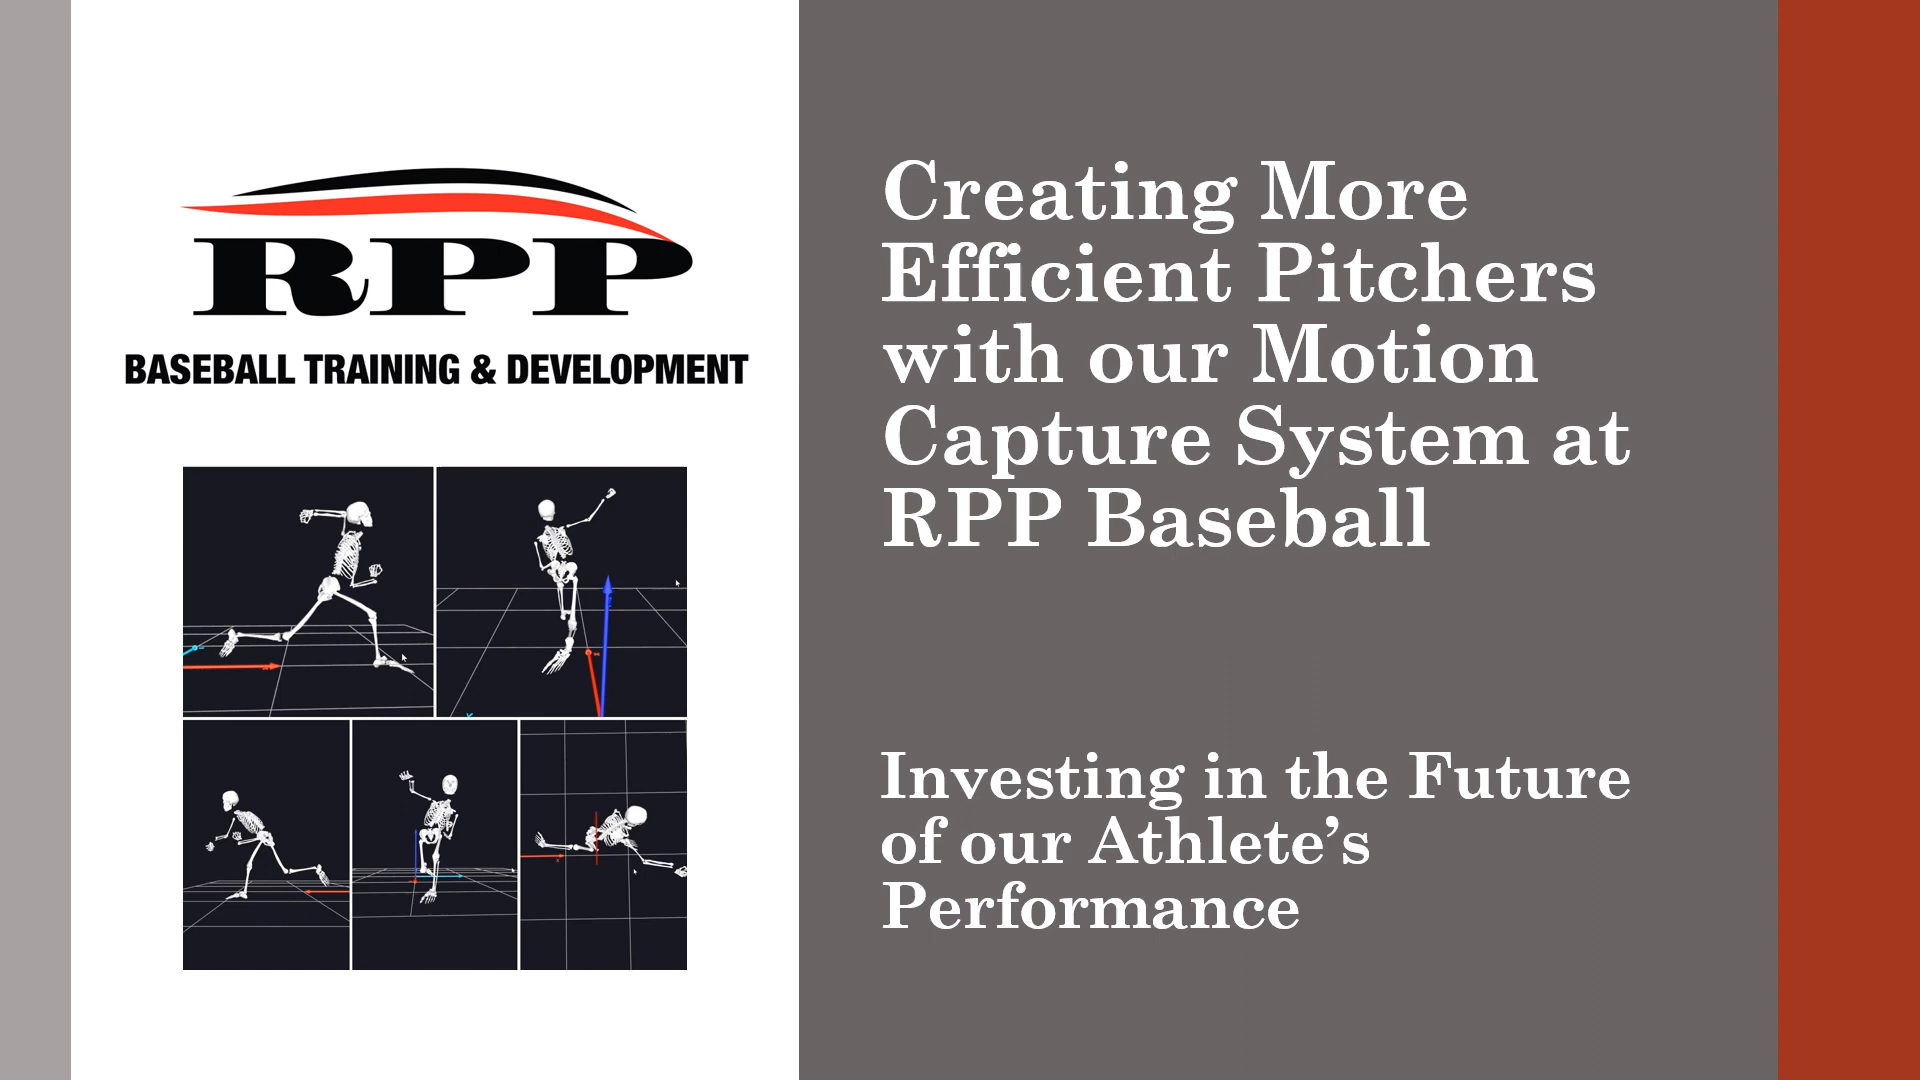 RPP
BASEBALL TRAINING & DEVELOPMENT
Creating More
Efficient Pitchers
with our Motion
Capture System at
RPP Baseball
Investing in the Future
of our Athlete’s
Performance